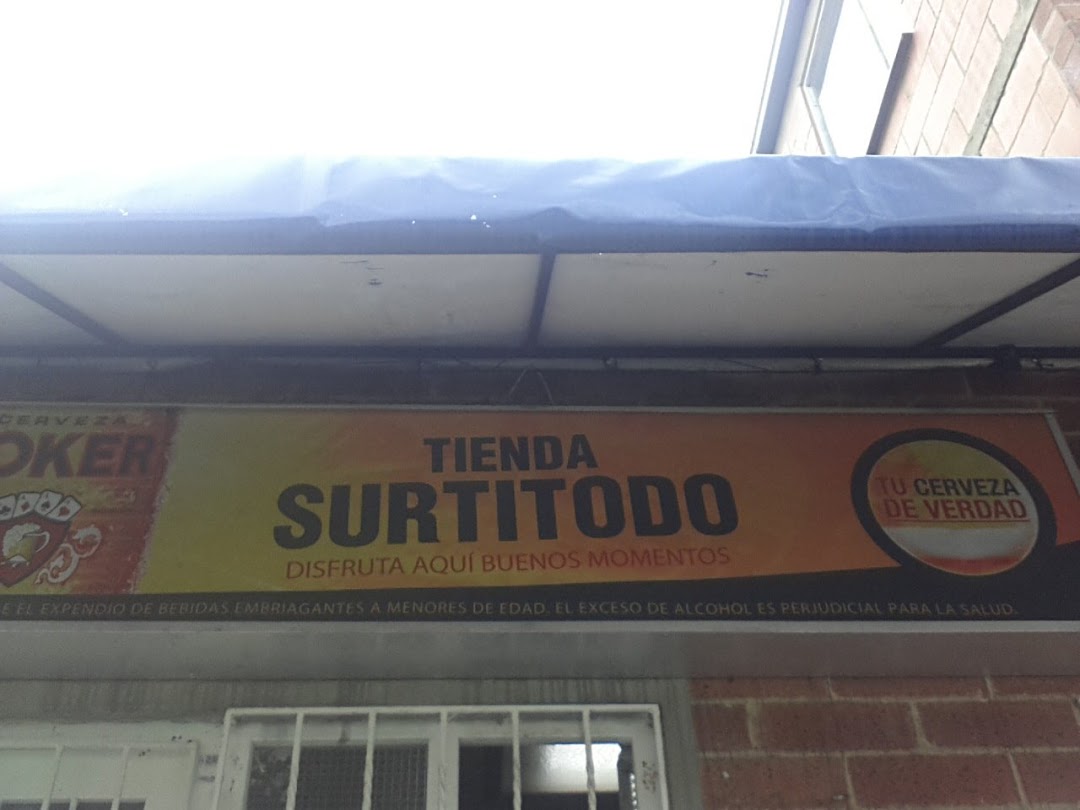 CERVEZA
OKER
TIENDA
SURTITODO
DISFRUTA AQUÍ BUENOS MOMENTOS
TU CERVEZA
DE VERDAD
E EL EXPENDIO DE BEBIDAS EMBRIAGANTES A MENORES DE EDAD. EL EXCESO DE ALCOHOL ES PERJUDICIAL PARA LA SALUD.